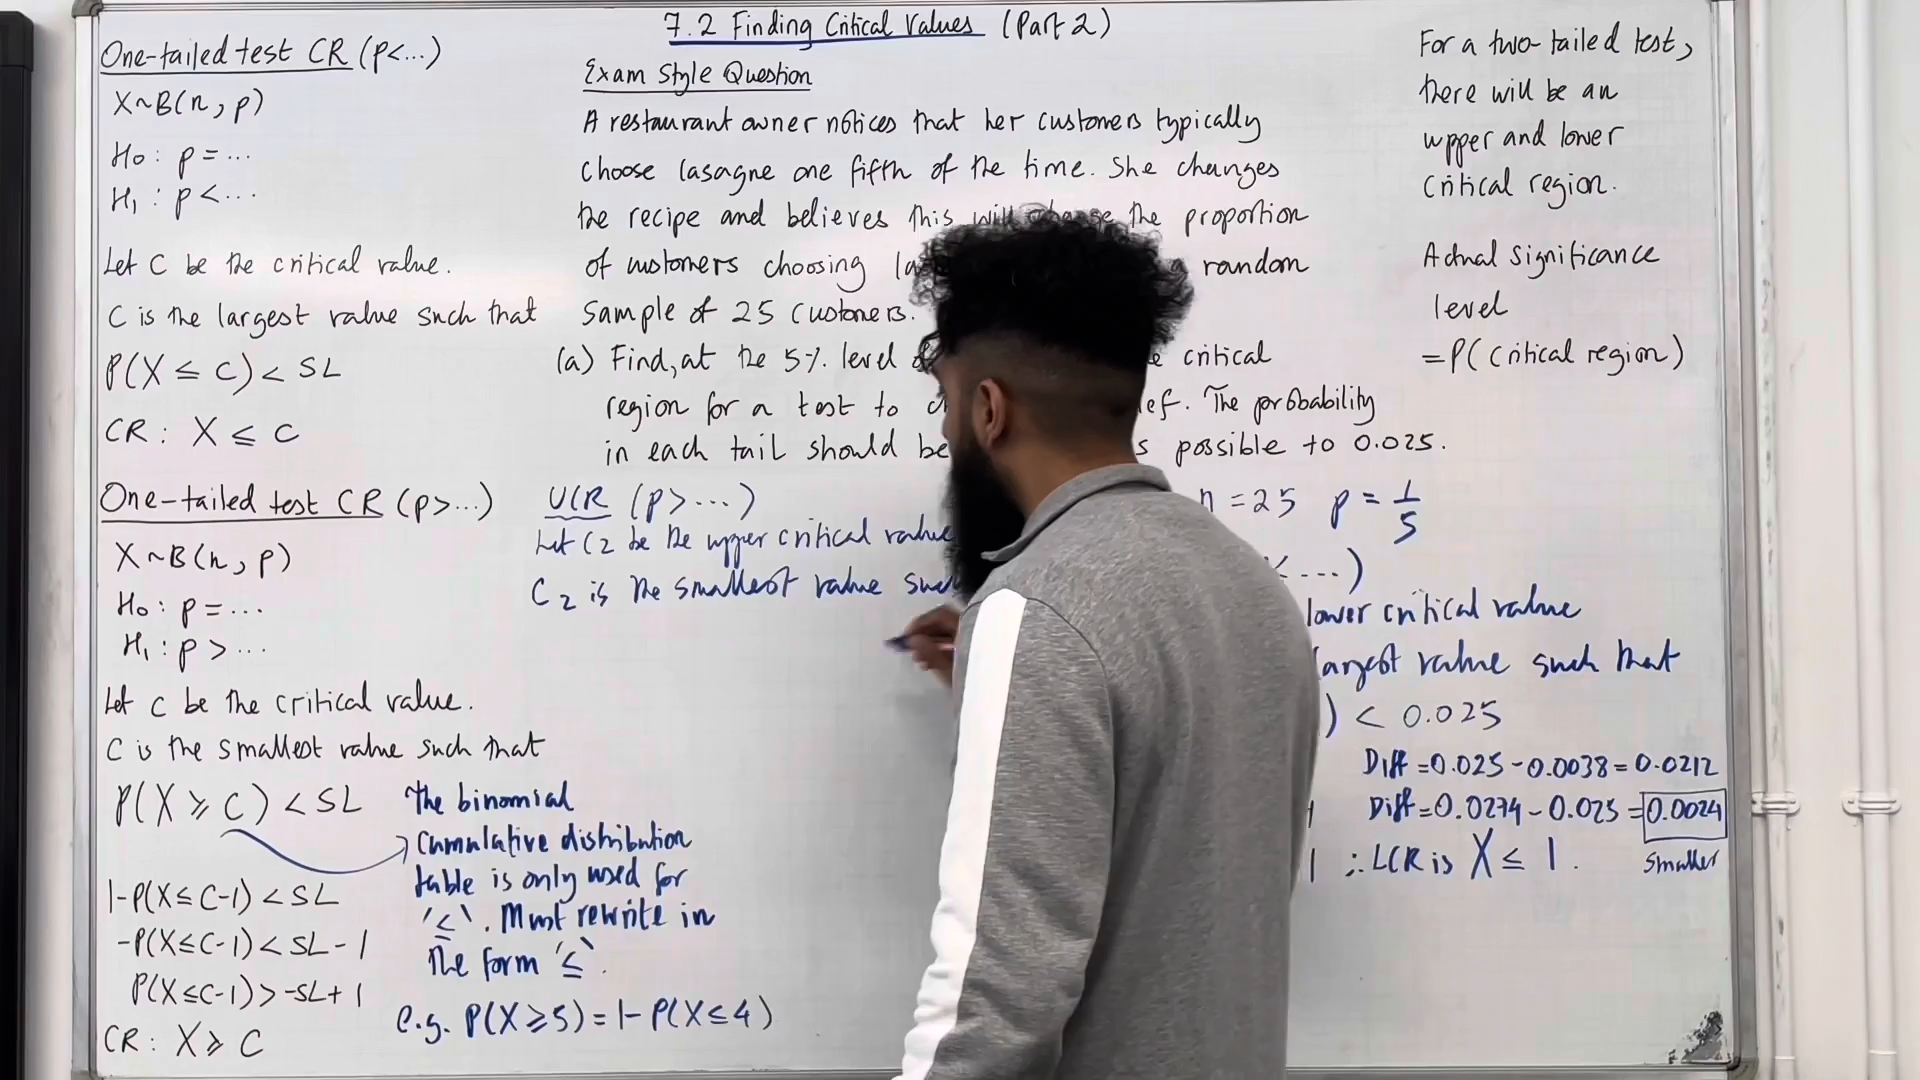 7.2 Finding Critical Values (Part 2)
One-tailed test CR (p<...)
X~B(n, p)
H₀: p = ...
H₁: p < ...
Let C be the critical value.
C is the largest value such that
P(X ≤ C) < SL
CR: X ≤ C
One-tailed test CR (p>...)
X~B(n, p)
H₀: p = ...
H₁: p > ...
Let C be the critical value.
C is the smallest value such that
P(X ≥ C) < SL
1-P(X≤C-1) < SL
-P(X≤C-1) < SL-1
P(X≤C-1) > -SL+1
CR: X ≥ C
The binomial
Cumulative distribution
table is only used for
'≤'. Must rewrite in
the form '≤'.
e.g. P(X≥5) = 1-P(X≤4)
Exam Style Question
A restaurant owner notices that her customers typically
choose lasagne one fifth of the time. She changes
the recipe and believes this will change the proportion
of customers choosing random
Sample of 25 customers.
(a) Find, at the 5% level critical
region for a test to The probability
in each tail should be possible to 0.025.
UCR (p>...)
Let C₂ be the upper critical value
C₂ is the smallest value
n = 25 p = 1/5
...)
lower critical value
largest value such that
) < 0.025
Diff = 0.025 - 0.0038 = 0.0212
Diff = 0.0274 - 0.025 = 0.0024
1 ∴ LCR is X ≤ 1.
Smaller
For a two-tailed test,
there will be an
upper and lower
critical region.
Actual significance
level
= P(critical region)